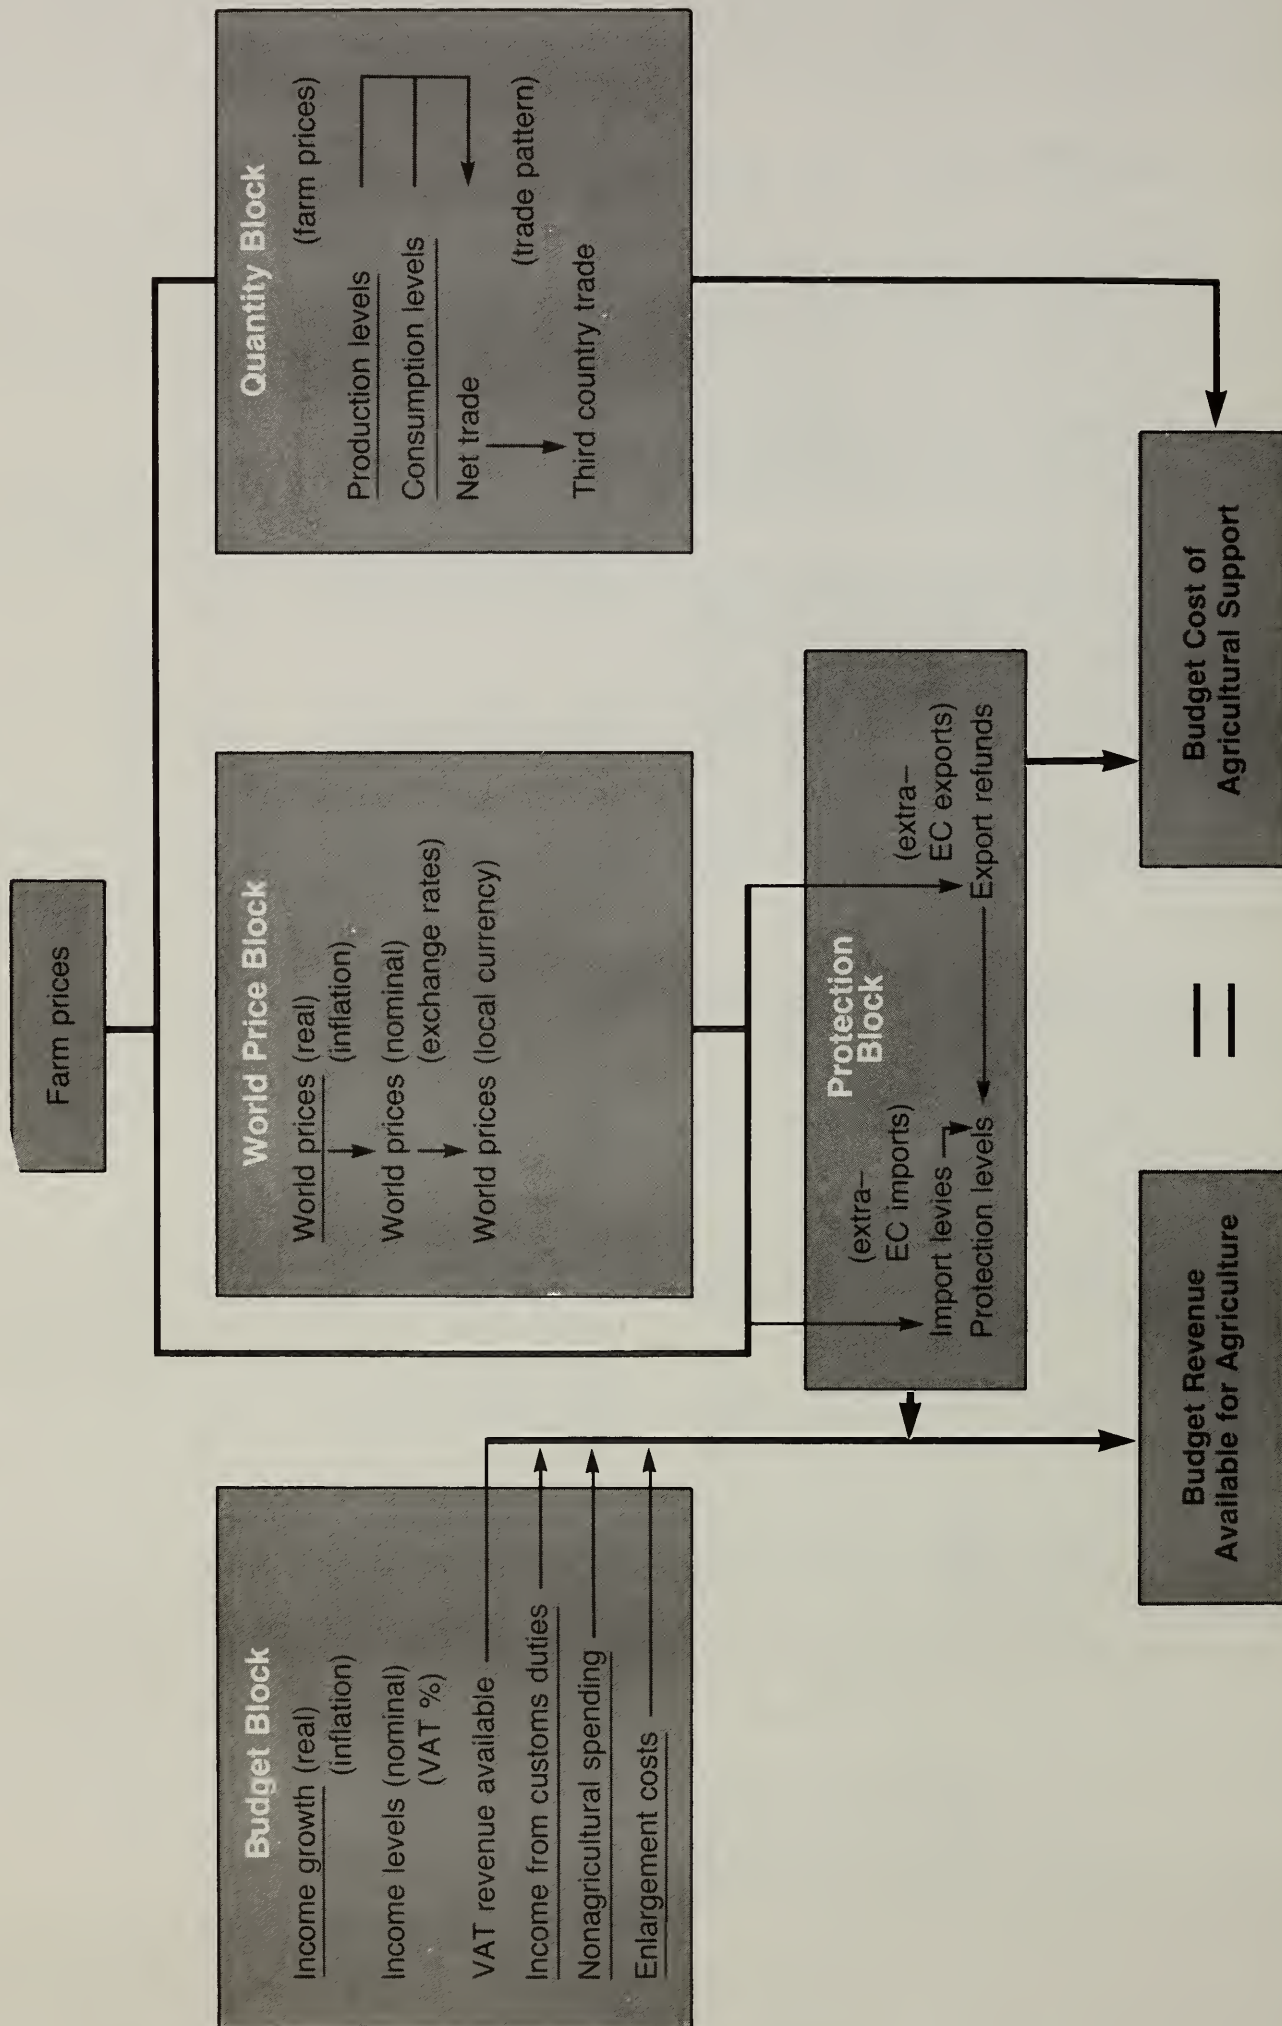 Farm prices
Budget Block
Income growth (real)
(inflation)
Income levels (nominal)
(VAT %)
VAT revenue available
Income from customs duties
Nonagricultural spending
Enlargement costs
World Price Block
World prices (real)
(inflation)
World prices (nominal)
(exchange rates)
World prices (local currency)
Quantity Block
(farm prices)
Production levels
Consumption levels
Net trade
(trade pattern)
Third country trade
Protection
Block
(extra–
EC imports)
Import levies
Protection levels
(extra–
EC exports)
Export refunds
Budget Revenue
Available for Agriculture
=
Budget Cost of
Agricultural Support